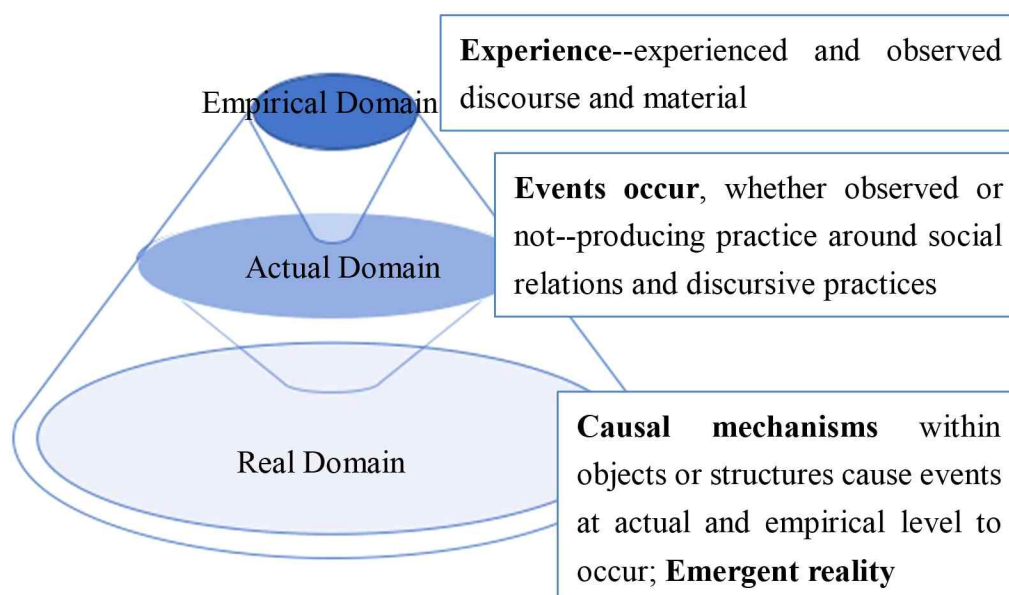 Experience--experienced and observed
discourse and material
Empirical Domain
Events occur, whether observed or
not--producing practice around social
relations and discursive practices
Actual Domain
Causal mechanisms within
objects or structures cause events
at actual and empirical level to
occur; Emergent reality
Real Domain